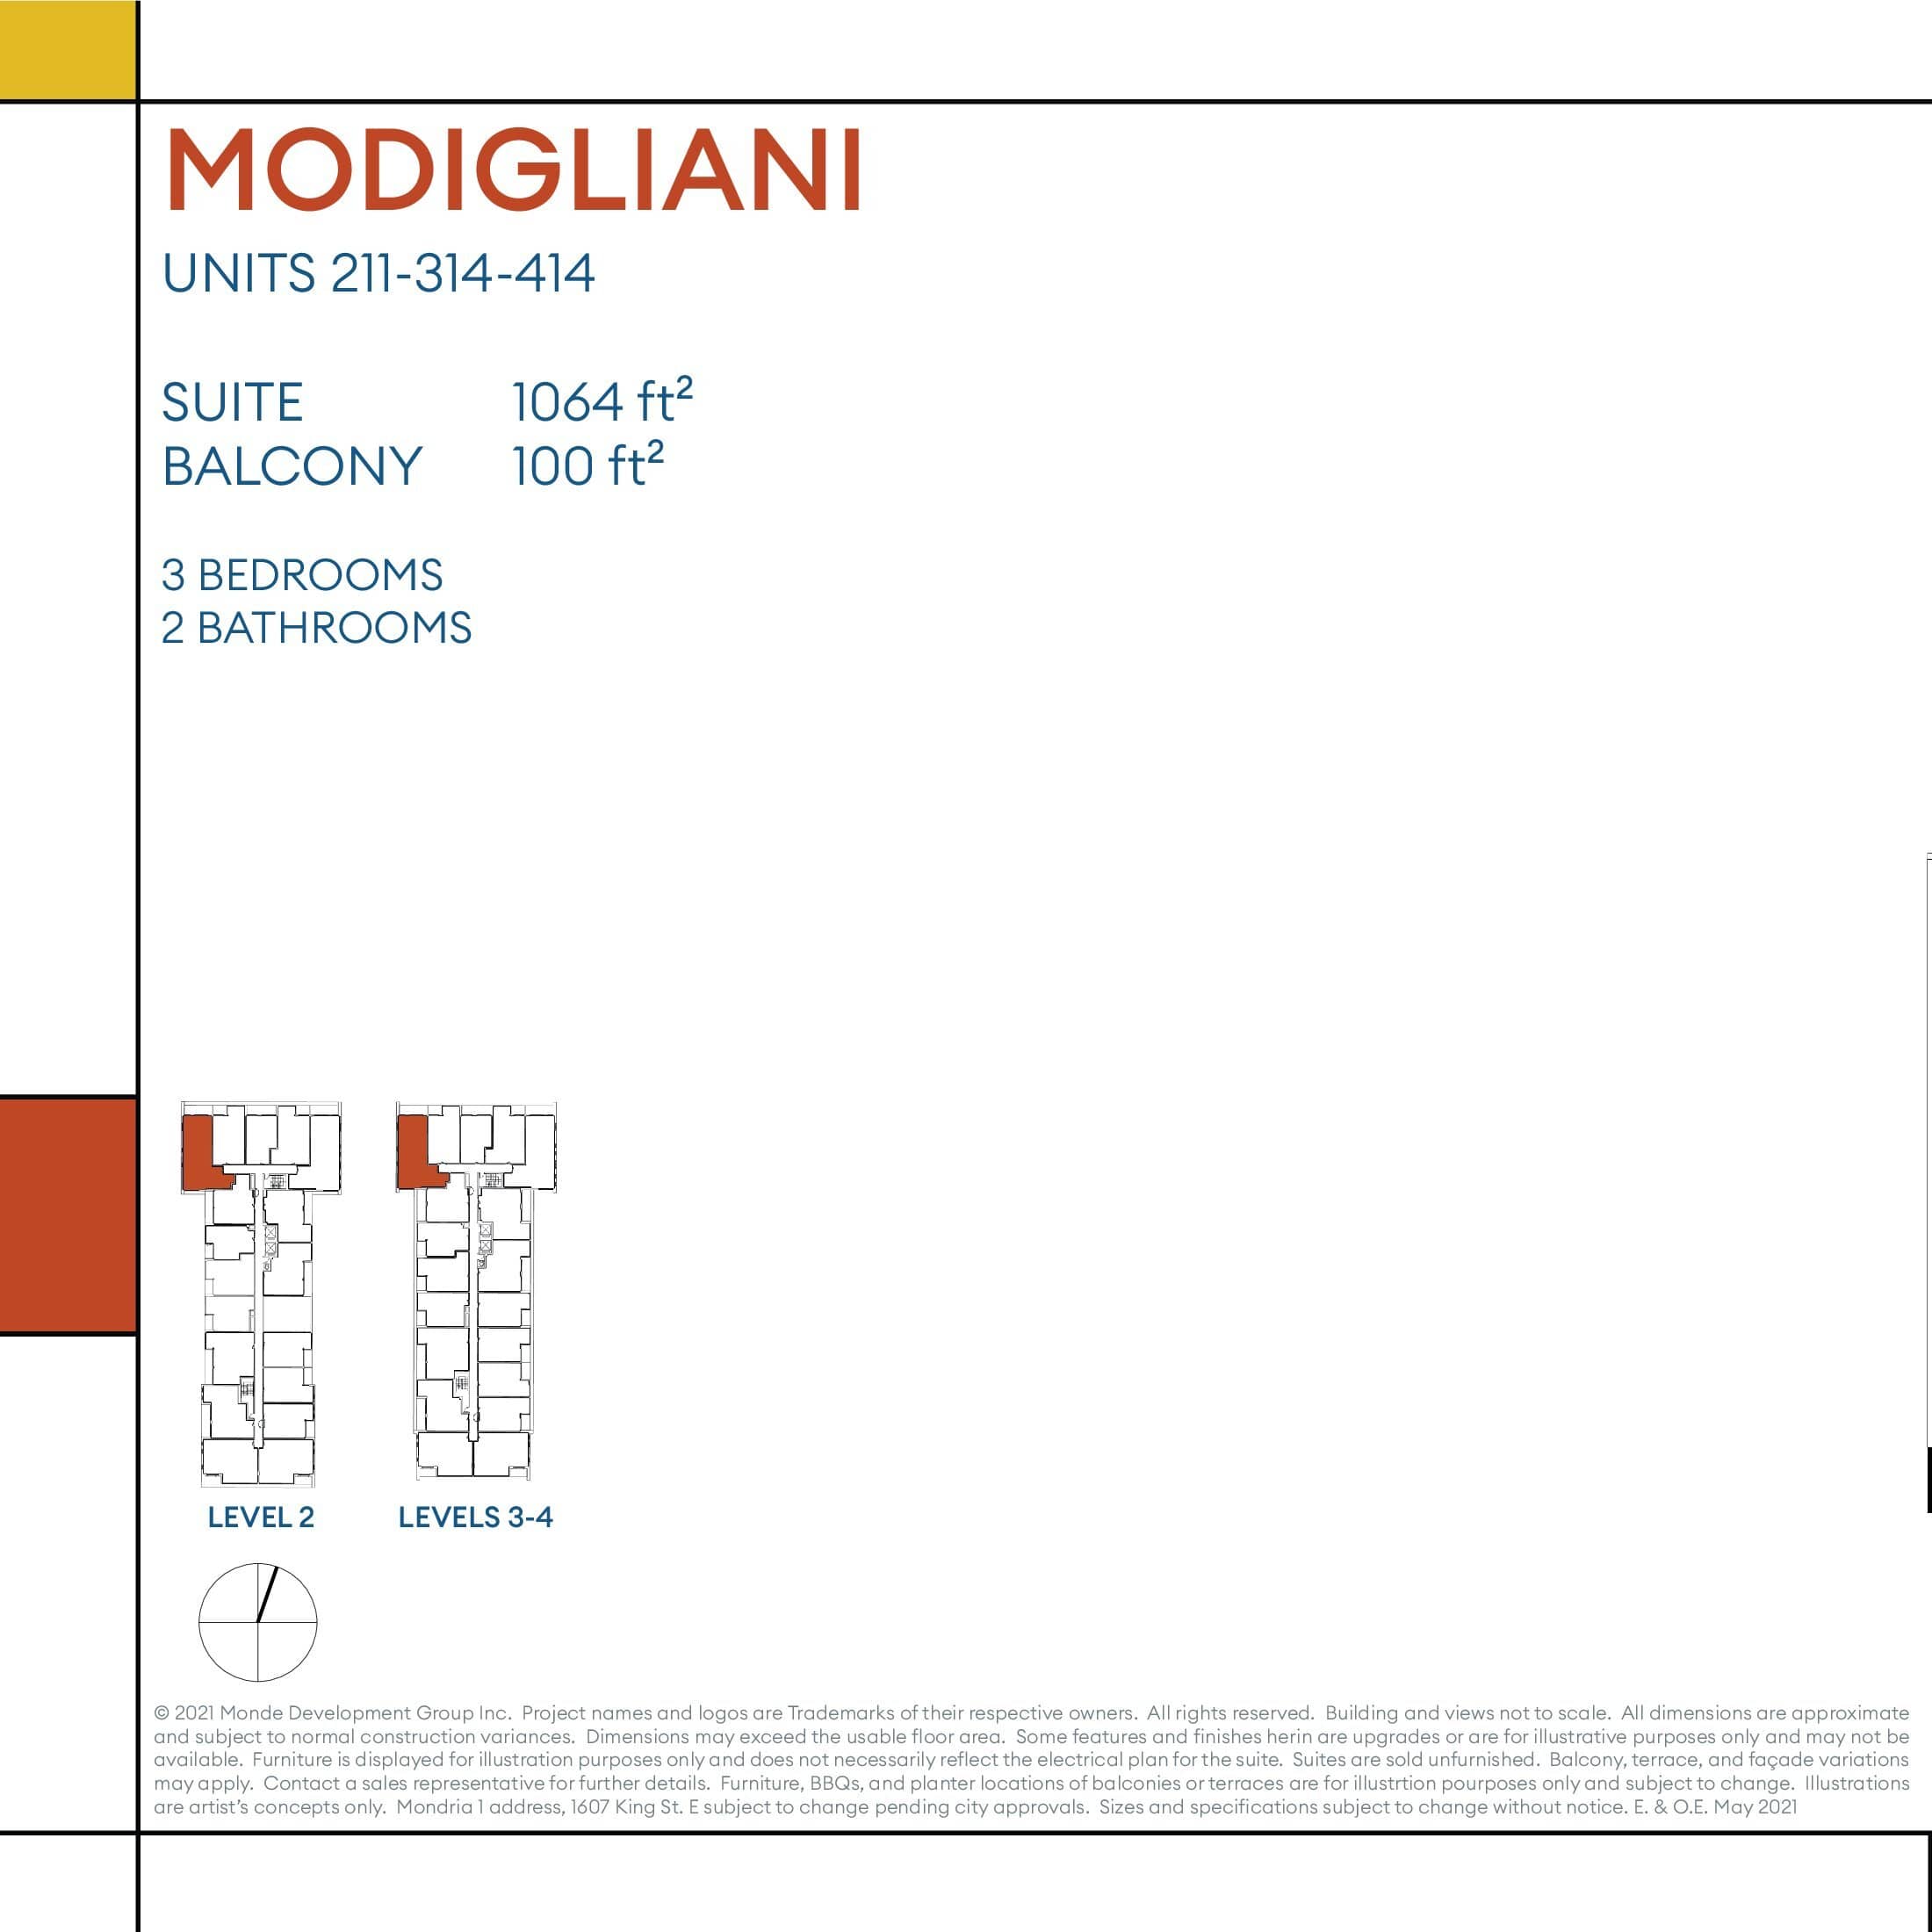 MODIGLIANI
UNITS 211-314-414
SUITE 1064 ft²
BALCONY 100 ft²
3 BEDROOMS
2 BATHROOMS
LEVEL 2 LEVELS 3-4
© 2021 Monde Development Group Inc. Project names and logos are Trademarks of their respective owners. All rights reserved. Building and views not to scale. All dimensions are approximate
and subject to normal construction variances. Dimensions may exceed the usable floor area. Some features and finishes herin are upgrades or are for illustrative purposes only and may not be
available. Furniture is displayed for illustration purposes only and does not necessarily reflect the electrical plan for the suite. Suites are sold unfurnished. Balcony, terrace, and façade variations
may apply. Contact a sales representative for further details. Furniture, BBQs, and planter locations of balconies or terraces are for illustrtion pourposes only and subject to change. Illustrations
are artist's concepts only. Mondria 1 address, 1607 King St. E subject to change pending city approvals. Sizes and specifications subject to change without notice. E. & O.E. May 2021